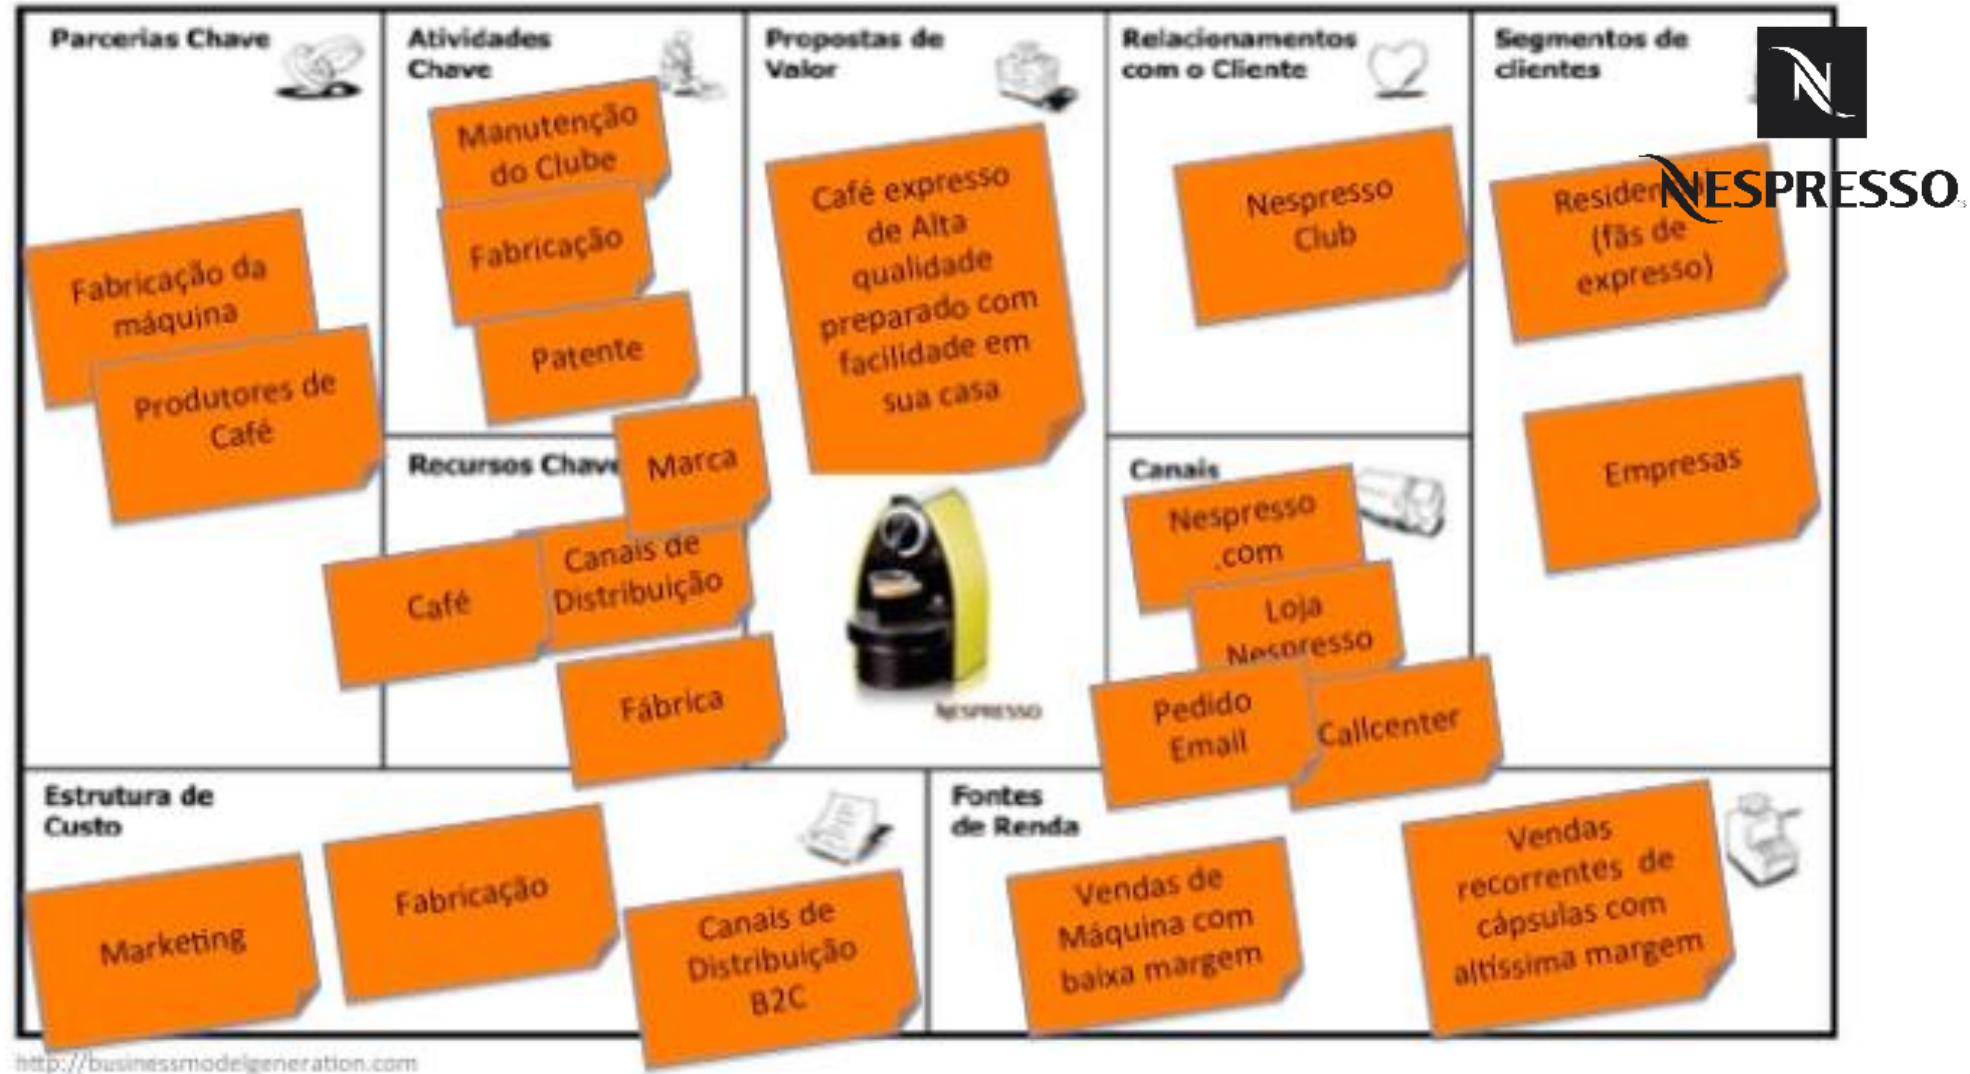 Parcerias Chave
Fabricação da
máquina
Produtores de
Café
Atividades
Chave
Manutenção
do Clube
Fabricação
Patente
Recursos Chave
Marca
Café
Canais de
Distribuição
Fábrica
Propostas de
Valor
Café expresso
de Alta
qualidade
preparado com
facilidade em
sua casa
NESPRESSO
Relacionamentos
com o Cliente
Nespresso
Club
Canais
Nespresso
.com
Loja
Nespresso
Pedido
Email
Callcenter
Segmentos de
clientes
N
NESPRESSO
(fãs de
expresso)
Empresas
Estrutura de
Custo
Marketing
Fabricação
Canais de
Distribuição
B2C
Fontes
de Renda
Vendas de
Máquina com
baixa margem
Vendas
recorrentes de
cápsulas com
altíssima margem
http://businessmodelgeneration.com